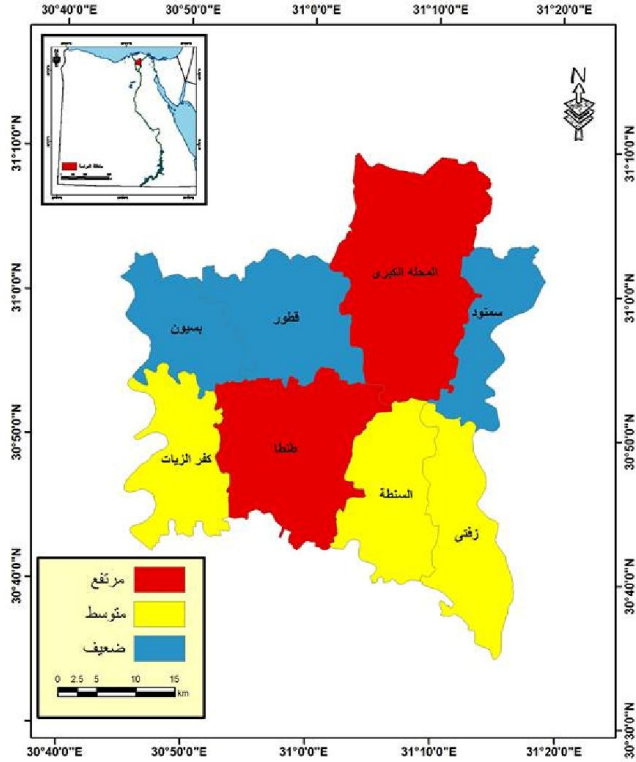 30°40'0"E 30°50'0"E 31°0'0"E 31°10'0"E 31°20'0"E
31°10'0"N 31°10'0"N
31°0'0"N 31°0'0"N
30°50'0"N 30°50'0"N
30°40'0"N 30°40'0"N
30°30'0"N
N
منطقة الدراسة
المحلة الكبرى
سمنود
قطور
بسيون
طنطا
كفر الزيات
السنطة
زفتى
مرتفع
متوسط
ضعيف
0 2.5 5 10 15
km
30°40'0"E 30°50'0"E 31°0'0"E 31°10'0"E 31°20'0"E